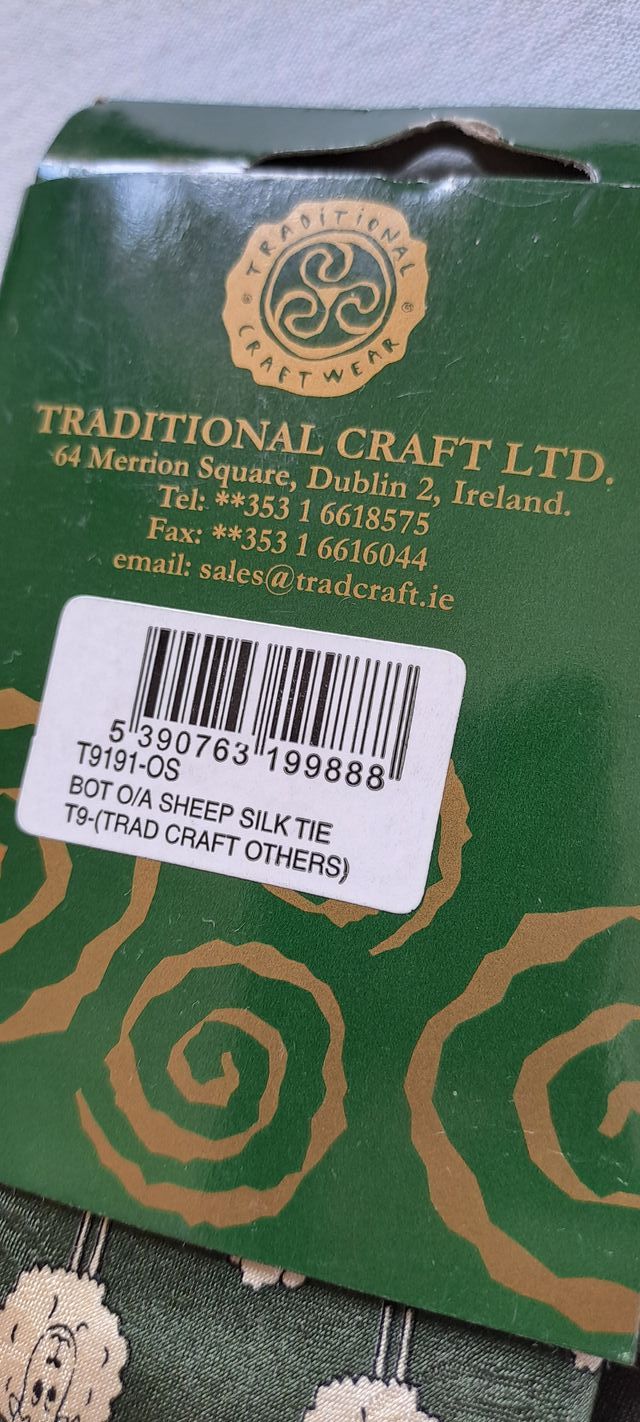 TRADITIONAL
CRAFTWEAR
TRADITIONAL CRAFT LTD.
64 Merrion Square, Dublin 2, Ireland.
Tel: **353 1 6618575
Fax: **353 1 6616044
email: sales@tradcraft.ie
5 390763 199888
T9191-OS
BOT O/A SHEEP SILK TIE
T9-(TRAD CRAFT OTHERS)